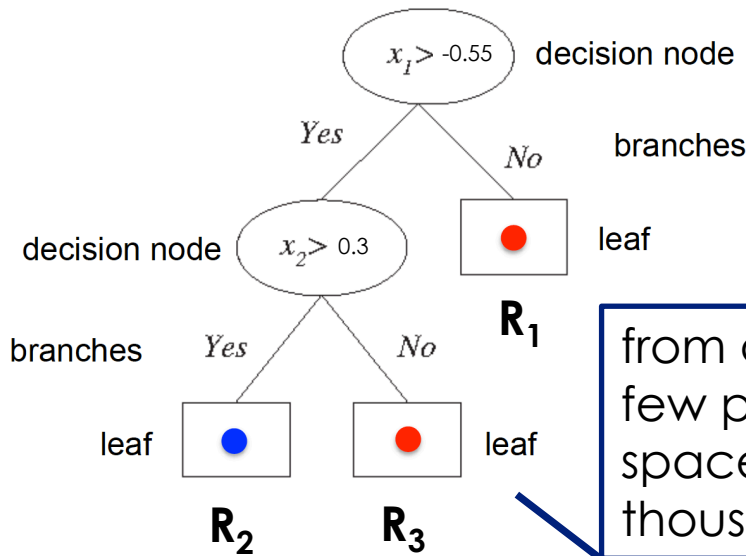 x₁> -0.55 decision node
Yes No branches
decision node x₂> 0.3 leaf
R₁
branches Yes No
leaf leaf
R₂ R₃
from
few
space
thous